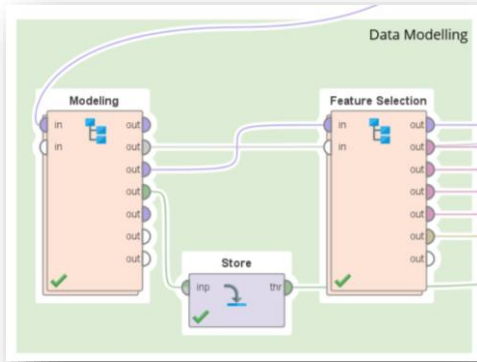 Data Modelling
Modeling
in
in
out
out
out
out
out
out
out
Feature Selection
in
in
out
out
out
out
out
out
out
Store
inp
thr